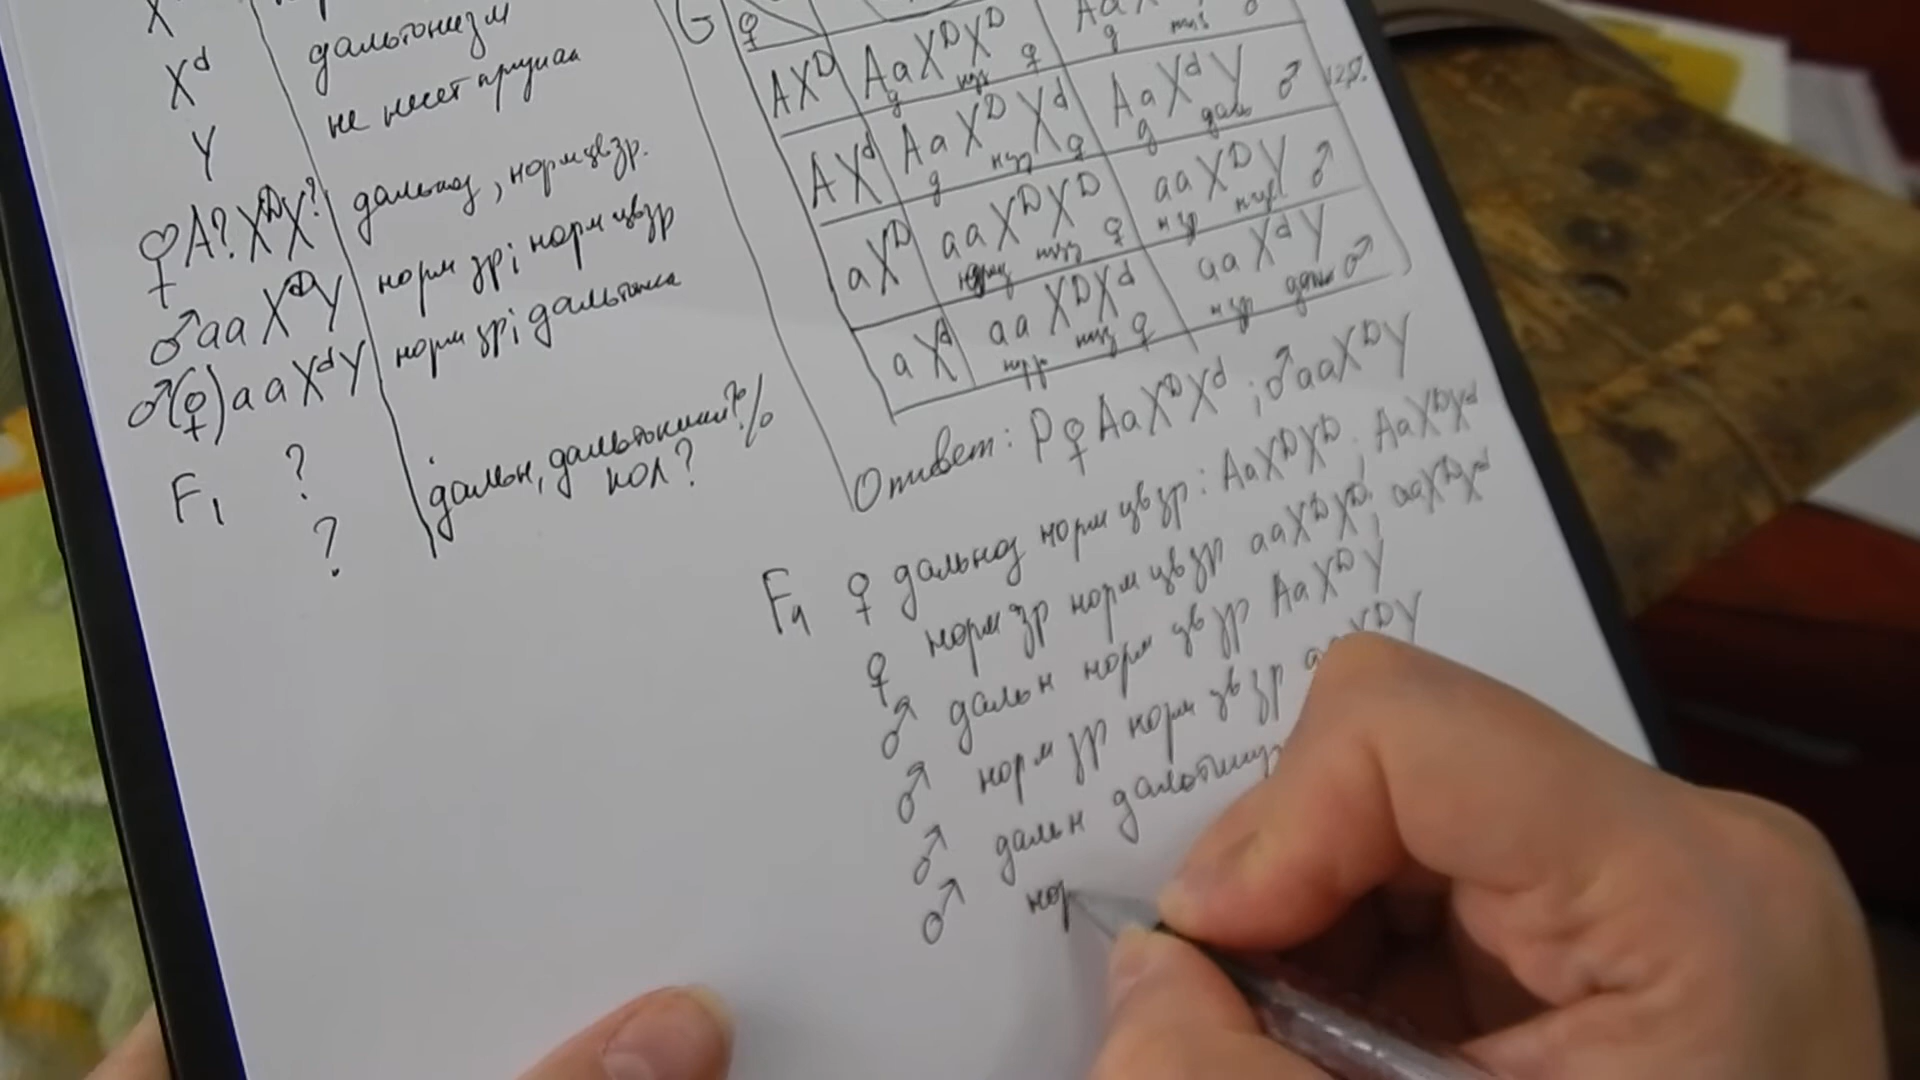 X
X^d дальтонизм
Y не несет признак
♀A?X^DX^? дальноз, норм цв зр.
♂aaX^DY норм зр; норм цв зр
♂(♀)aaX^dY норм зр; дальтоник
F₁ ? дальн, дальтоники? %
? пол?
G ♀
AX^D AaX^DX^D ♀ ♂
AX^d AaX^DX^d ♀ AaX^dY ♂ 12,5%
aX^D aaX^DX^D ♀ aaX^DY ♂
aX^d aaX^DX^d ♀ aaX^dY ♂
Ответ: P♀AaX^DX^d; ♂aaX^DY
F₁ ♀ дальноз норм цв зр: AaX^DX^D; AaX^DX^d
♀ норм зр норм цв зр aaX^DX^D; aaX^DX^d
♂ дальн норм цв зр AaX^DY
♂ норм зр норм цв зр aaX^DY
♂ дальн
♂ нор